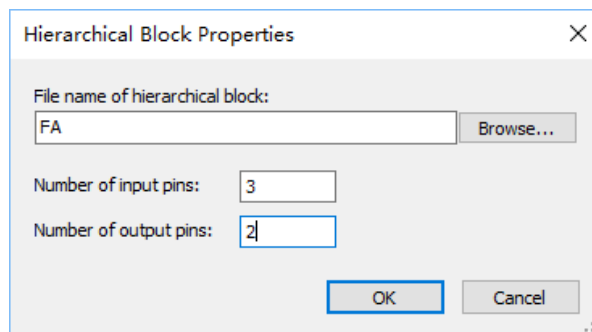 Hierarchical Block Properties
File name of hierarchical block:
FA
Browse...
Number of input pins:
3
Number of output pins:
2
OK
Cancel